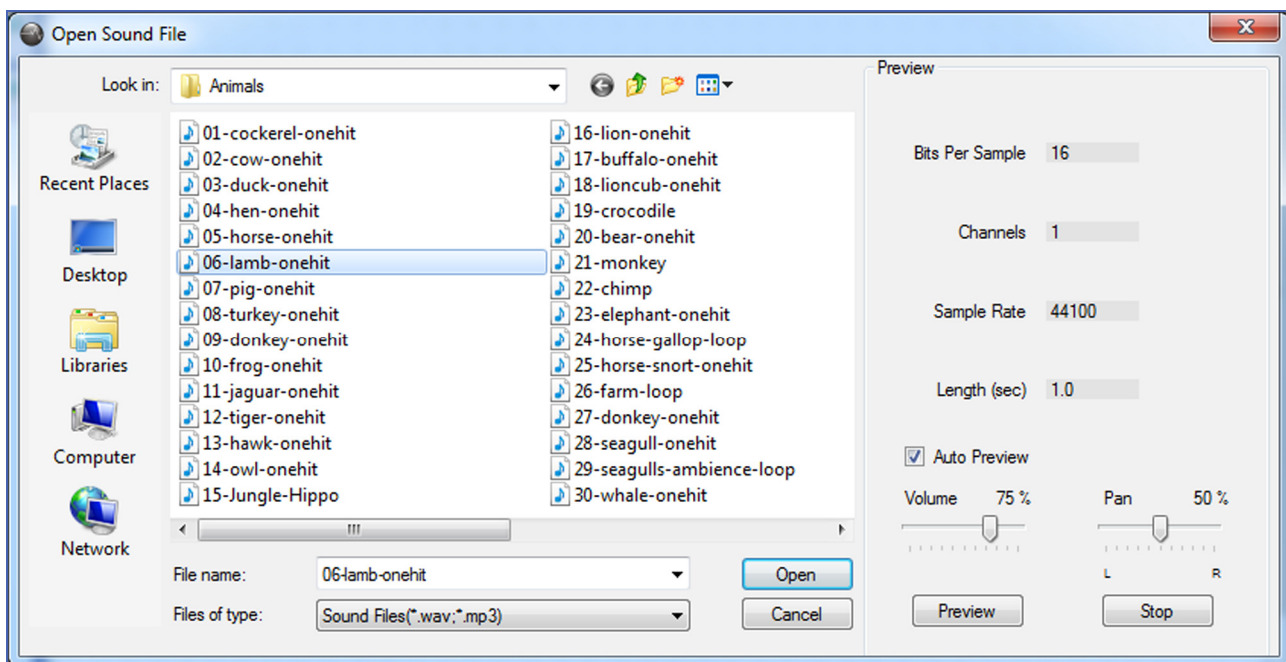 Open Sound File
Look in:
Animals
Recent Places
Desktop
Libraries
Computer
Network
01-cockerel-onehit
02-cow-onehit
03-duck-onehit
04-hen-onehit
05-horse-onehit
06-lamb-onehit
07-pig-onehit
08-turkey-onehit
09-donkey-onehit
10-frog-onehit
11-jaguar-onehit
12-tiger-onehit
13-hawk-onehit
14-owl-onehit
15-Jungle-Hippo
16-lion-onehit
17-buffalo-onehit
18-lioncub-onehit
19-crocodile
20-bear-onehit
21-monkey
22-chimp
23-elephant-onehit
24-horse-gallop-loop
25-horse-snort-onehit
26-farm-loop
27-donkey-onehit
28-seagull-onehit
29-seagulls-ambience-loop
30-whale-onehit
File name: 06-lamb-onehit
Open
Files of type: Sound Files(*.wav;*.mp3)
Cancel
Preview
Bits Per Sample 16
Channels 1
Sample Rate 44100
Length (sec) 1.0
Auto Preview
Volume 75 % Pan 50 %
L R
Preview Stop